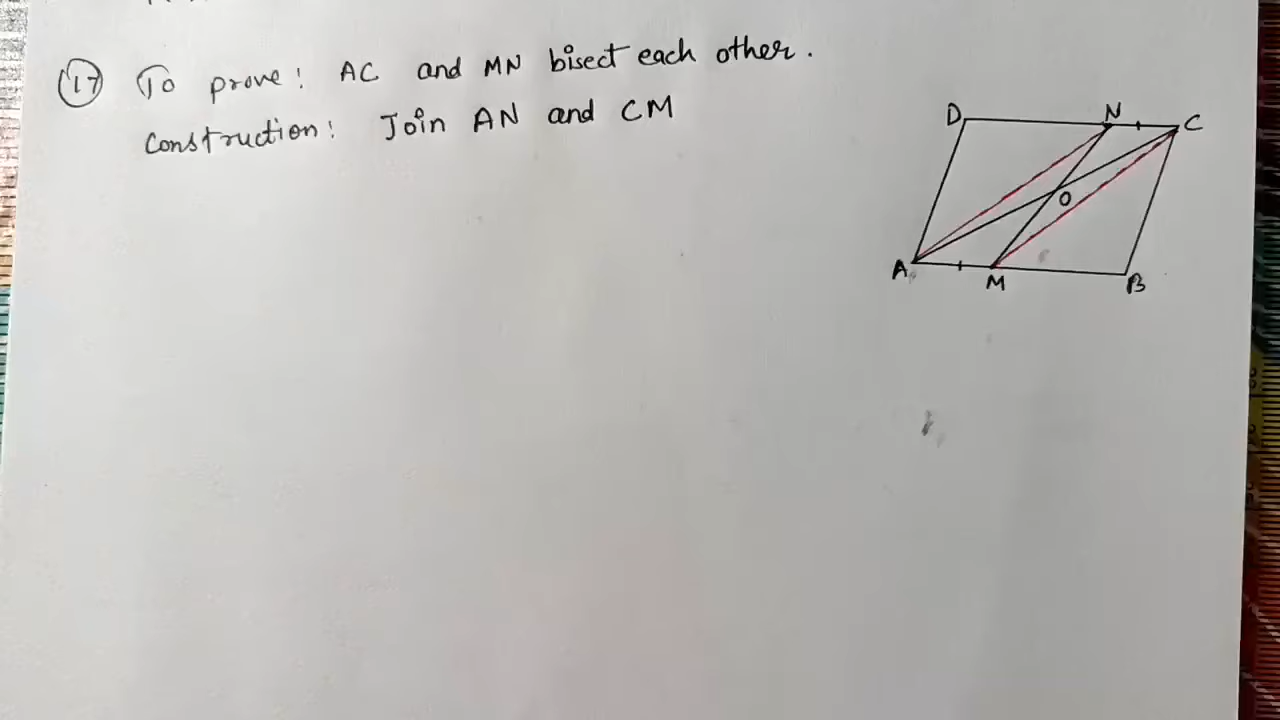 (17) To prove: AC and MN bisect each other.
Construction: Join AN and CM
D N C
O
A M B